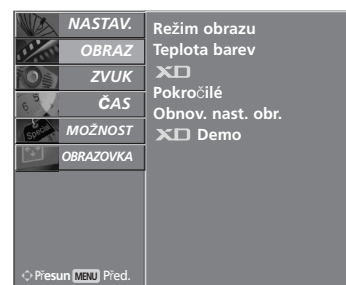 NASTAV.
OBRAZ
ZVUK
ČAS
MOŽNOST
OBRAZOVKA
Přesun MENU Před.
Režim obrazu
Teplota barev
XD
Pokročilé
Obnov. nast. obr.
XD Demo